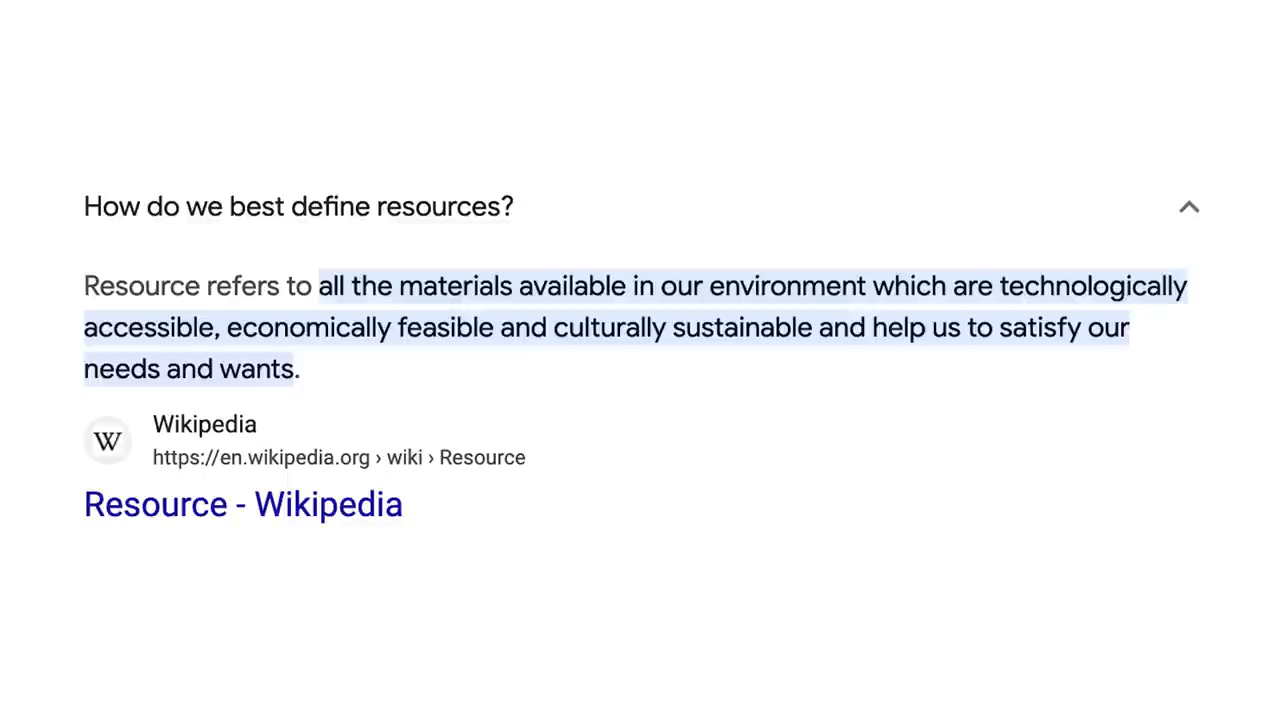 How do we best define resources?
Resource refers to all the materials available in our environment which are technologically
accessible, economically feasible and culturally sustainable and help us to satisfy our
needs and wants.
W
Wikipedia
https://en.wikipedia.org › wiki › Resource
Resource - Wikipedia